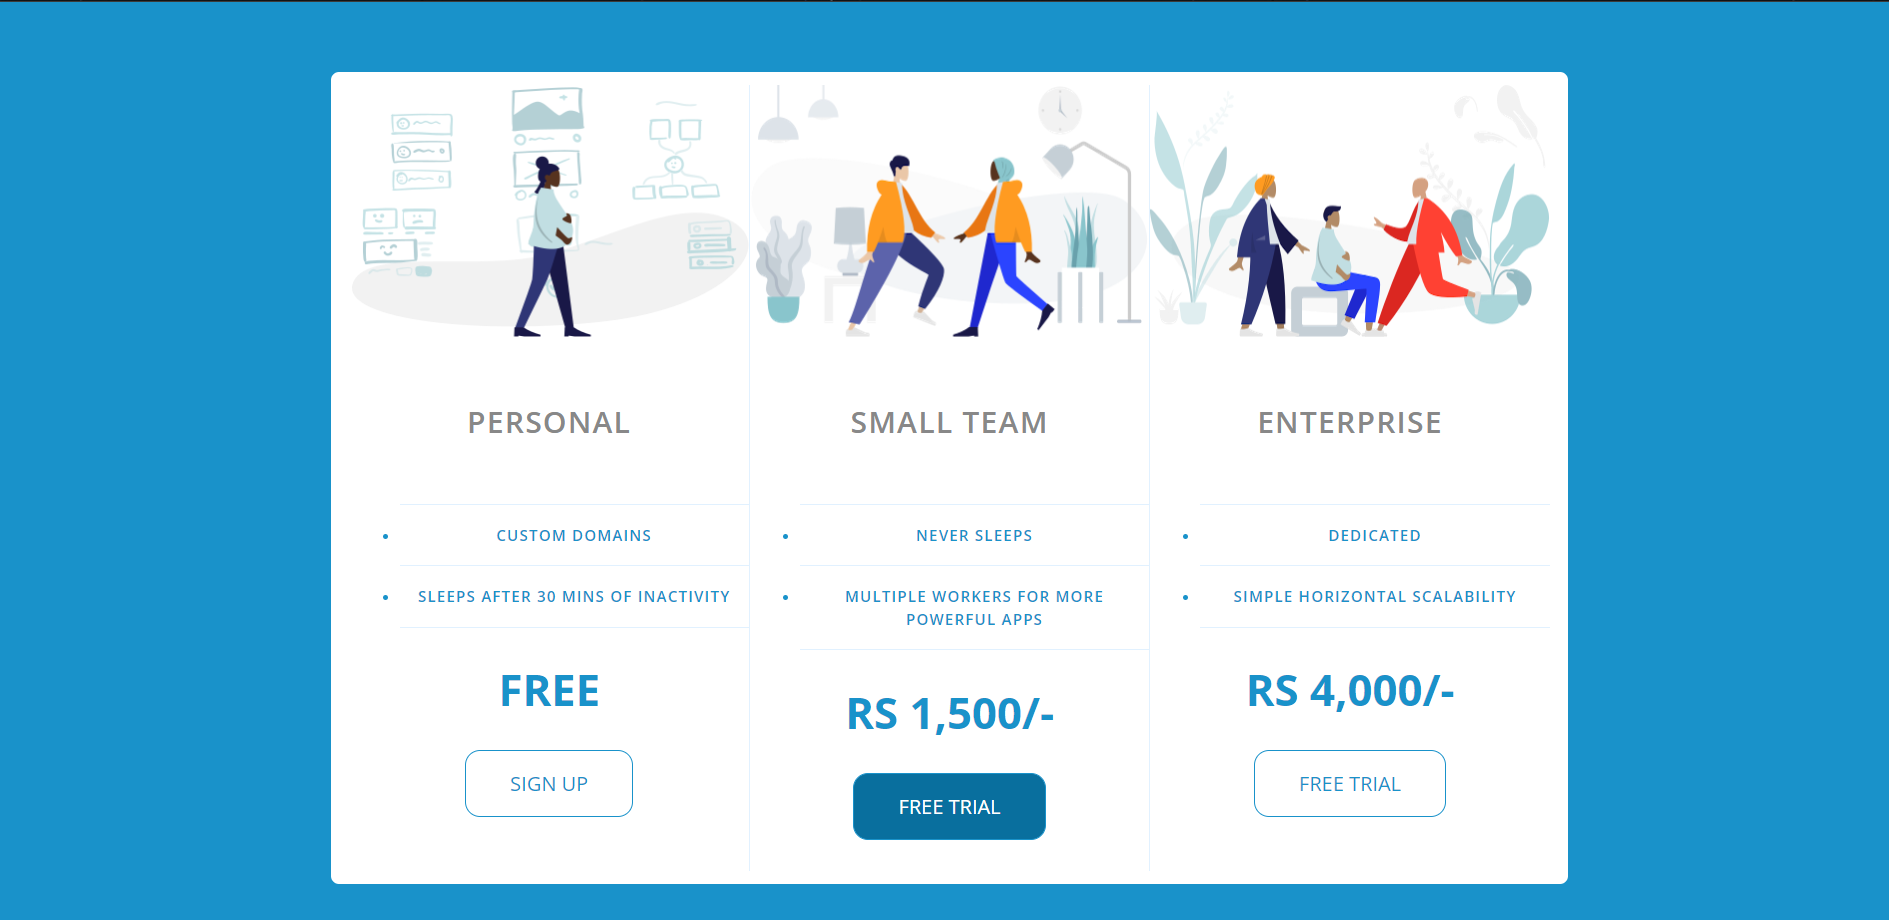 PERSONAL
CUSTOM DOMAINS
SLEEPS AFTER 30 MINS OF INACTIVITY
FREE
SIGN UP
SMALL TEAM
NEVER SLEEPS
MULTIPLE WORKERS FOR MORE
POWERFUL APPS
RS 1,500/-
FREE TRIAL
ENTERPRISE
DEDICATED
SIMPLE HORIZONTAL SCALABILITY
RS 4,000/-
FREE TRIAL